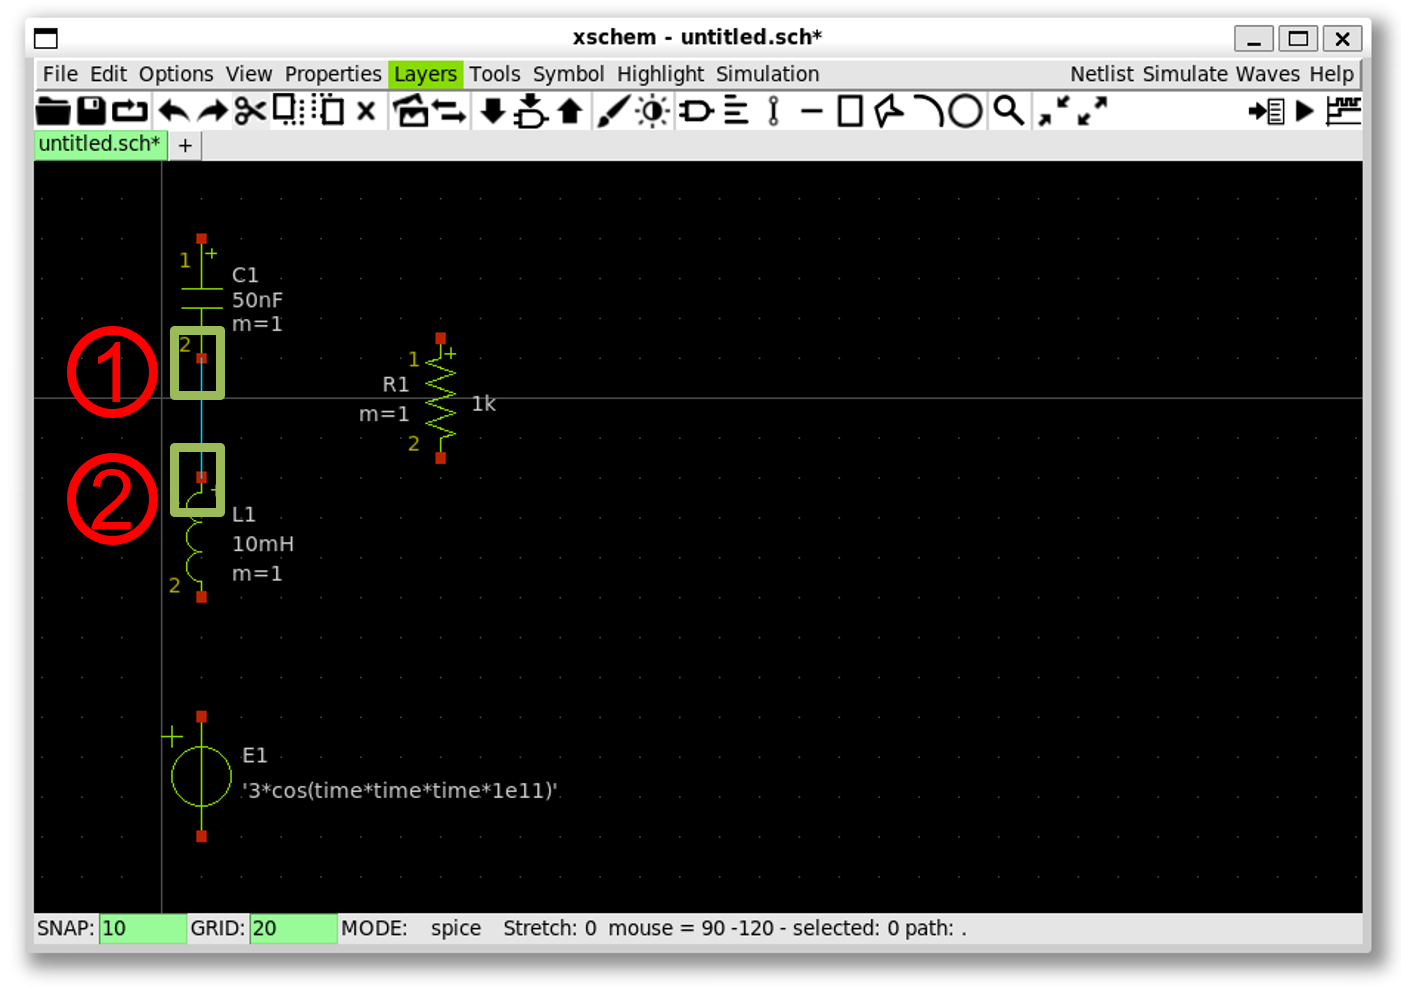 xschem - untitled.sch*
File Edit Options View Properties Layers Tools Symbol Highlight Simulation Netlist Simulate Waves Help
untitled.sch* +
1
C1
50nF
m=1
2
1
R1
m=1
1k
2
①
②
L1
10mH
m=1
2
E1
'3*cos(time*time*time*1e11)'
SNAP: 10 GRID: 20 MODE: spice Stretch: 0 mouse = 90 -120 - selected: 0 path: .